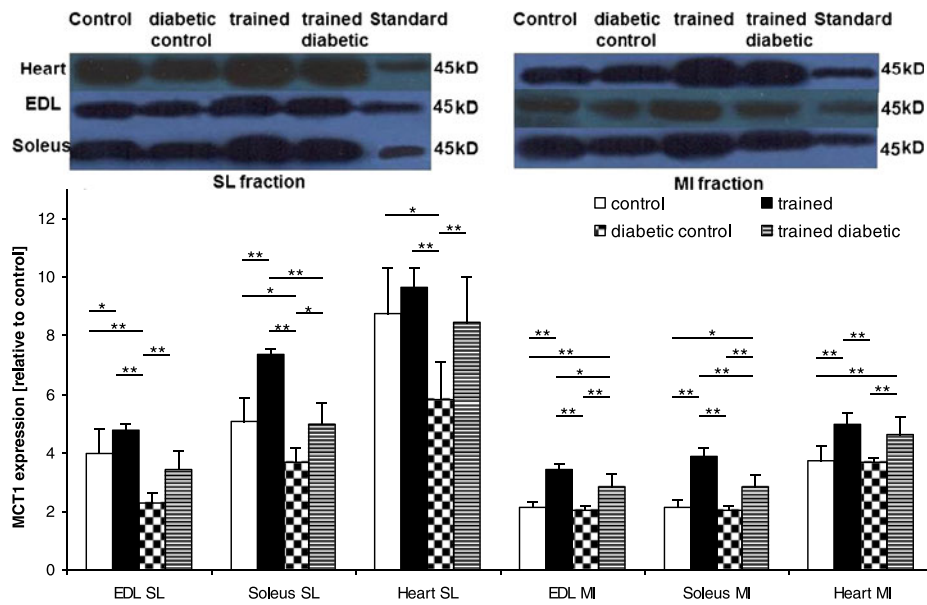 Control diabetic control trained trained diabetic Standard
Control diabetic control trained trained diabetic Standard
Heart 45kD 45kD
EDL 45kD 45kD
Soleus 45kD 45kD
SL fraction MI fraction
□ control ■ trained
diabetic control trained diabetic
MCT1 expression [relative to control]
12
10
8
6
4
2
0
* ** ** **
** ** * * **
* ** **
** ** * **
* ** **
** ** ** **
** ** ** **
EDL SL Soleus SL Heart SL EDL MI Soleus MI Heart MI